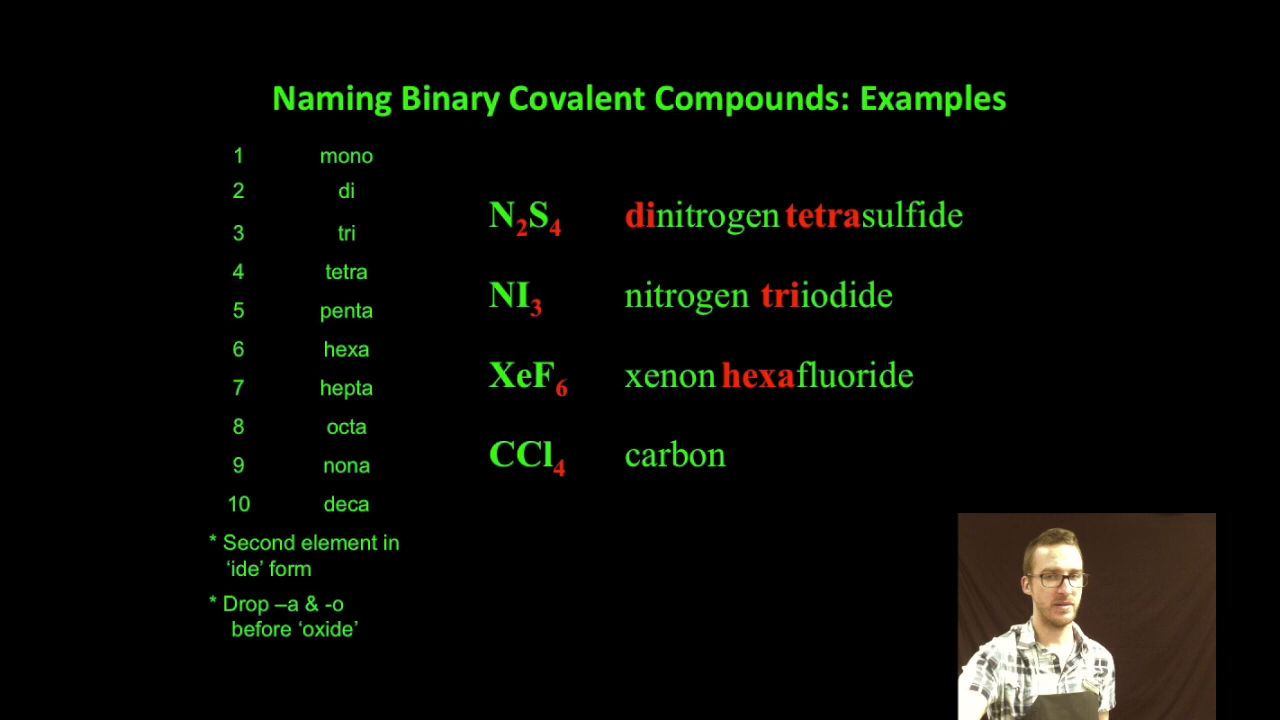 Naming Binary Covalent Compounds: Examples
1 mono
2 di
3 tri
4 tetra
5 penta
6 hexa
7 hepta
8 octa
9 nona
10 deca
* Second element in
‘ide’ form
* Drop –a & -o
before ‘oxide’
N₂S₄ dinitrogen tetrasulfide
NI₃ nitrogen triiodide
XeF₆ xenon hexafluoride
CCl₄ carbon